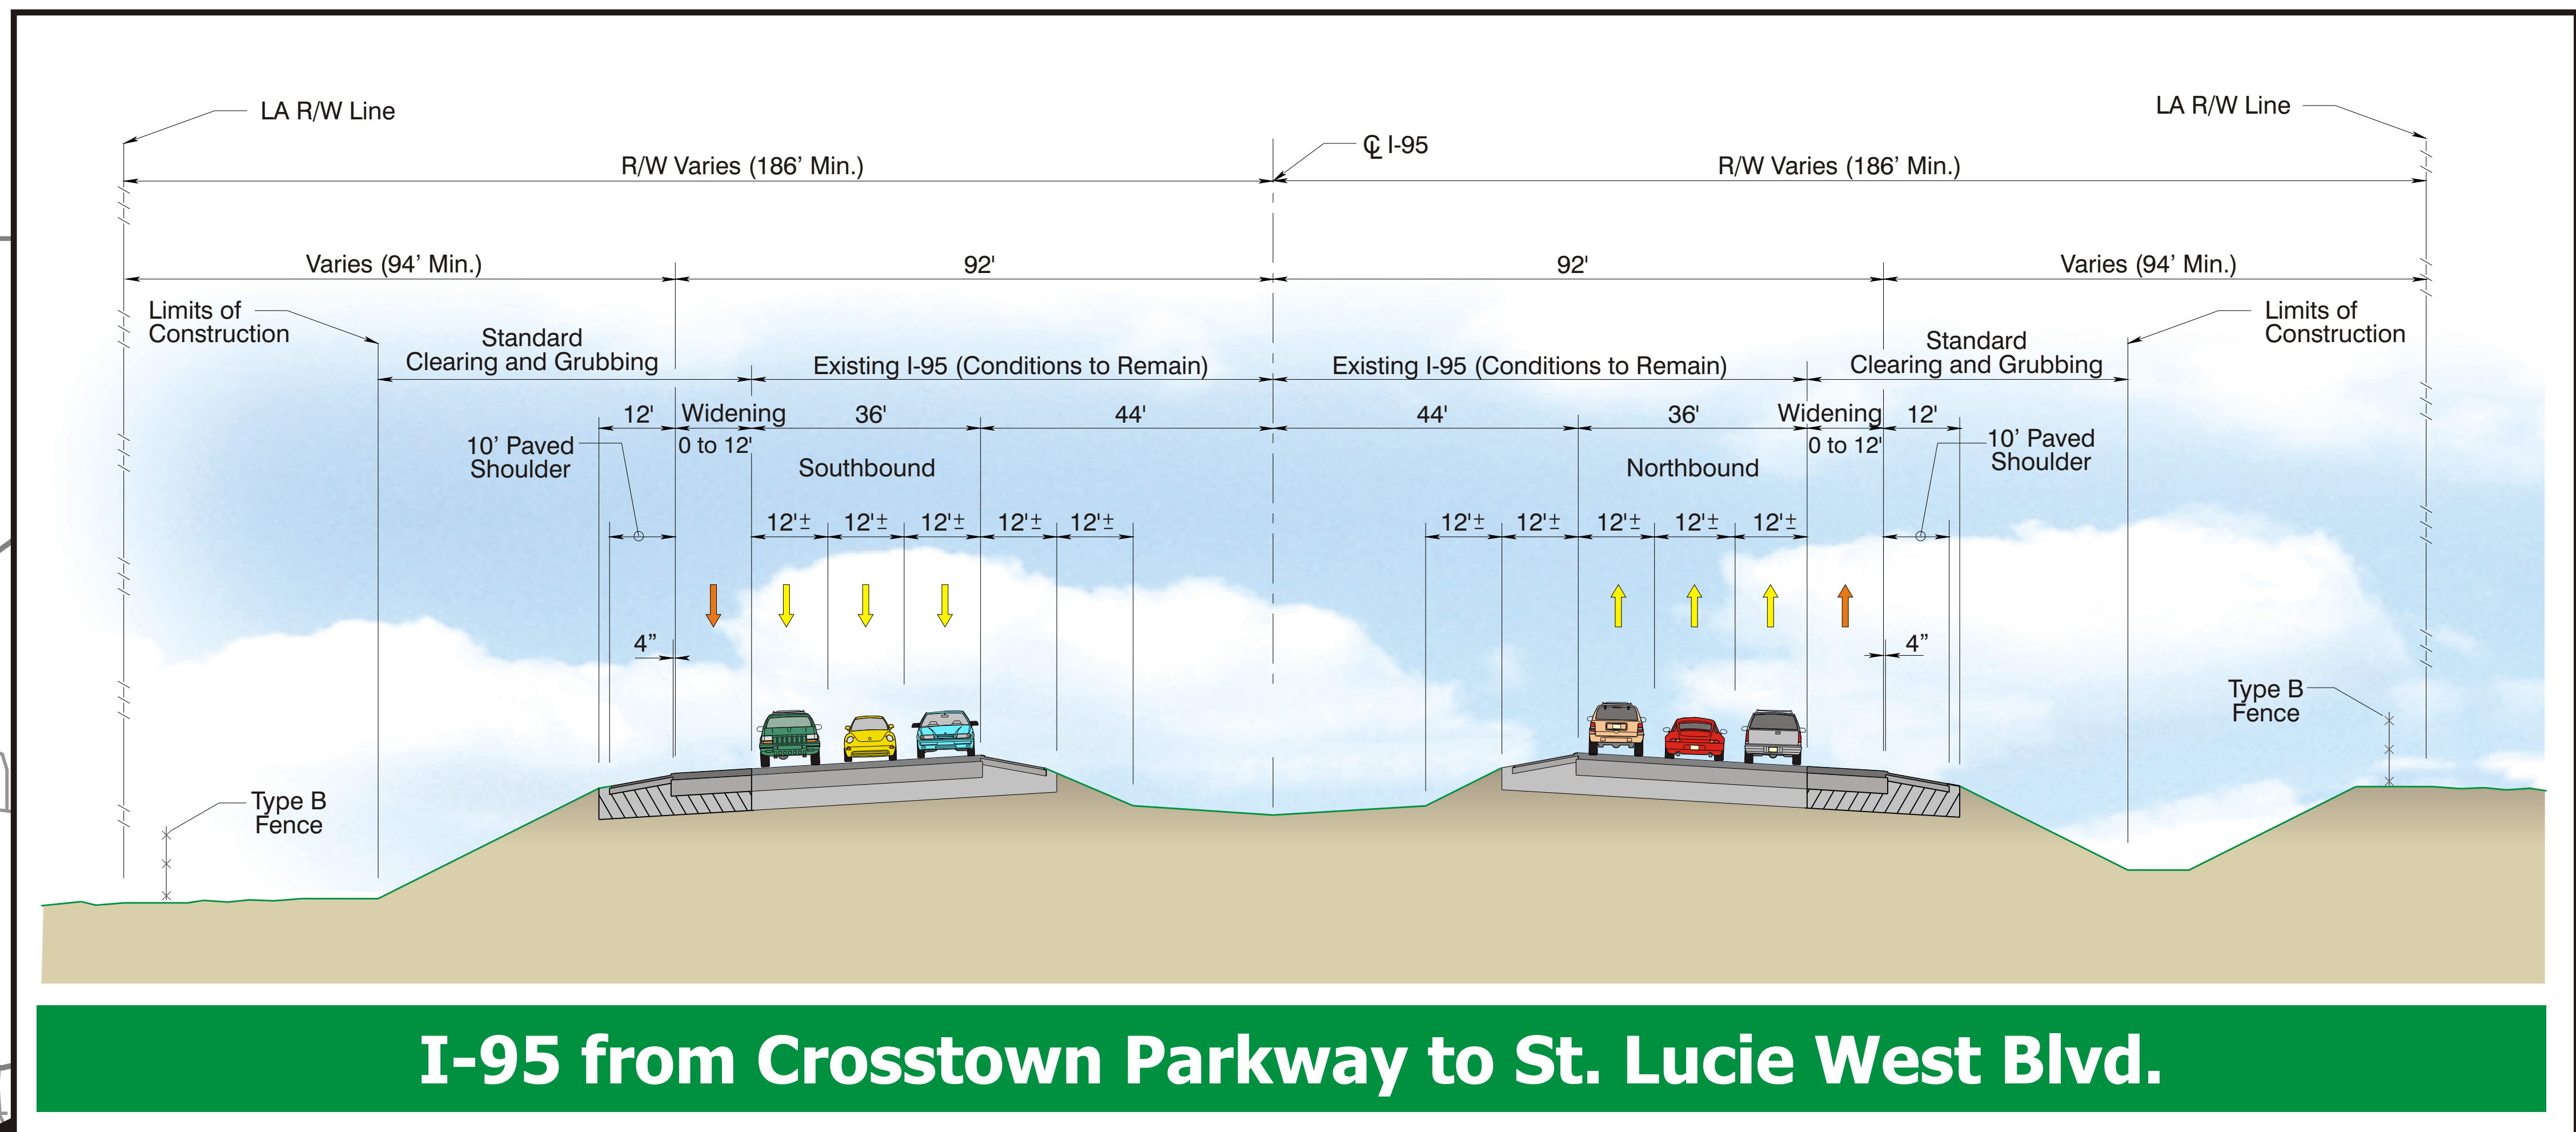 LA R/W Line
LA R/W Line
℄ I-95
R/W Varies (186’ Min.)
R/W Varies (186’ Min.)
Varies (94’ Min.)
92'
92'
Varies (94’ Min.)
Limits of
Construction
Limits of
Construction
Standard
Clearing and Grubbing
Existing I-95 (Conditions to Remain)
Existing I-95 (Conditions to Remain)
Standard
Clearing and Grubbing
12'
Widening
0 to 12'
36'
44'
44'
36'
Widening
0 to 12'
12'
10’ Paved
Shoulder
Southbound
Northbound
10’ Paved
Shoulder
12'±
12'±
12'±
12'±
12'±
12'±
12'±
12'±
12'±
12'±
4”
4”
Type B
Fence
Type B
Fence
I-95 from Crosstown Parkway to St. Lucie West Blvd.